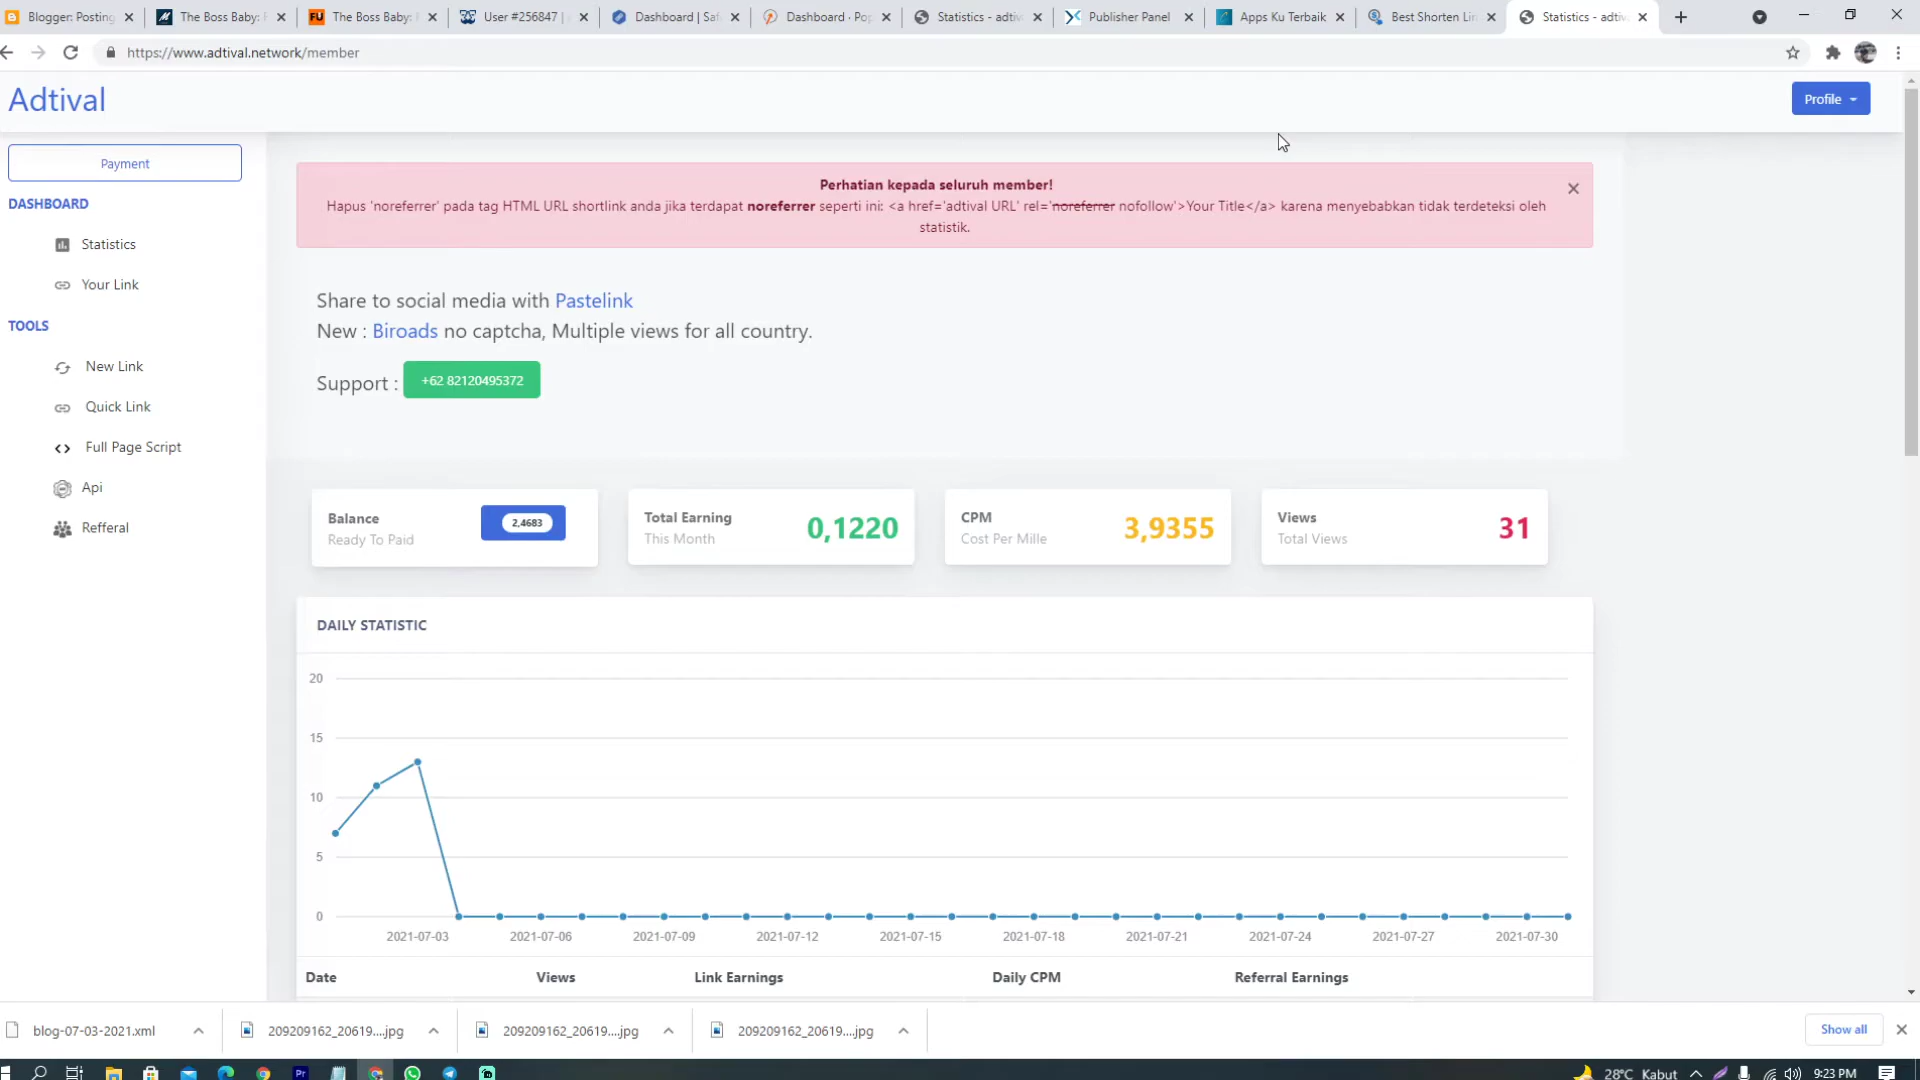 Blogger: Posting
The Boss Baby: F
The Boss Baby:
User #256847 |
Dashboard | Saf
Dashboard · Pop
Statistics - adtiv
Publisher Panel
Apps Ku Terbaik
Best Shorten Lin
Statistics - adtiv
https://www.adtival.network/member
Adtival
Profile
Payment
DASHBOARD
Statistics
Your Link
TOOLS
New Link
Quick Link
Full Page Script
Api
Refferal
Perhatian kepada seluruh member!
Hapus 'noreferrer' pada tag HTML URL shortlink anda jika terdapat noreferrer seperti ini: <a href='adtival URL' rel='noreferrer nofollow'>Your Title</a> karena menyebabkan tidak terdeteksi oleh
statistik.
Share to social media with Pastelink
New : Biroads no captcha, Multiple views for all country.
Support : +62 82120495372
Balance
Ready To Paid
2,4683
Total Earning
This Month
0,1220
CPM
Cost Per Mille
3,9355
Views
Total Views
31
DAILY STATISTIC
20
15
10
5
0
2021-07-03 2021-07-06 2021-07-09 2021-07-12 2021-07-15 2021-07-18 2021-07-21 2021-07-24 2021-07-27 2021-07-30
Date Views Link Earnings Daily CPM Referral Earnings
blog-07-03-2021.xml
209209162_20619....jpg
209209162_20619....jpg
209209162_20619....jpg
Show all
28°C Kabut
9:23 PM